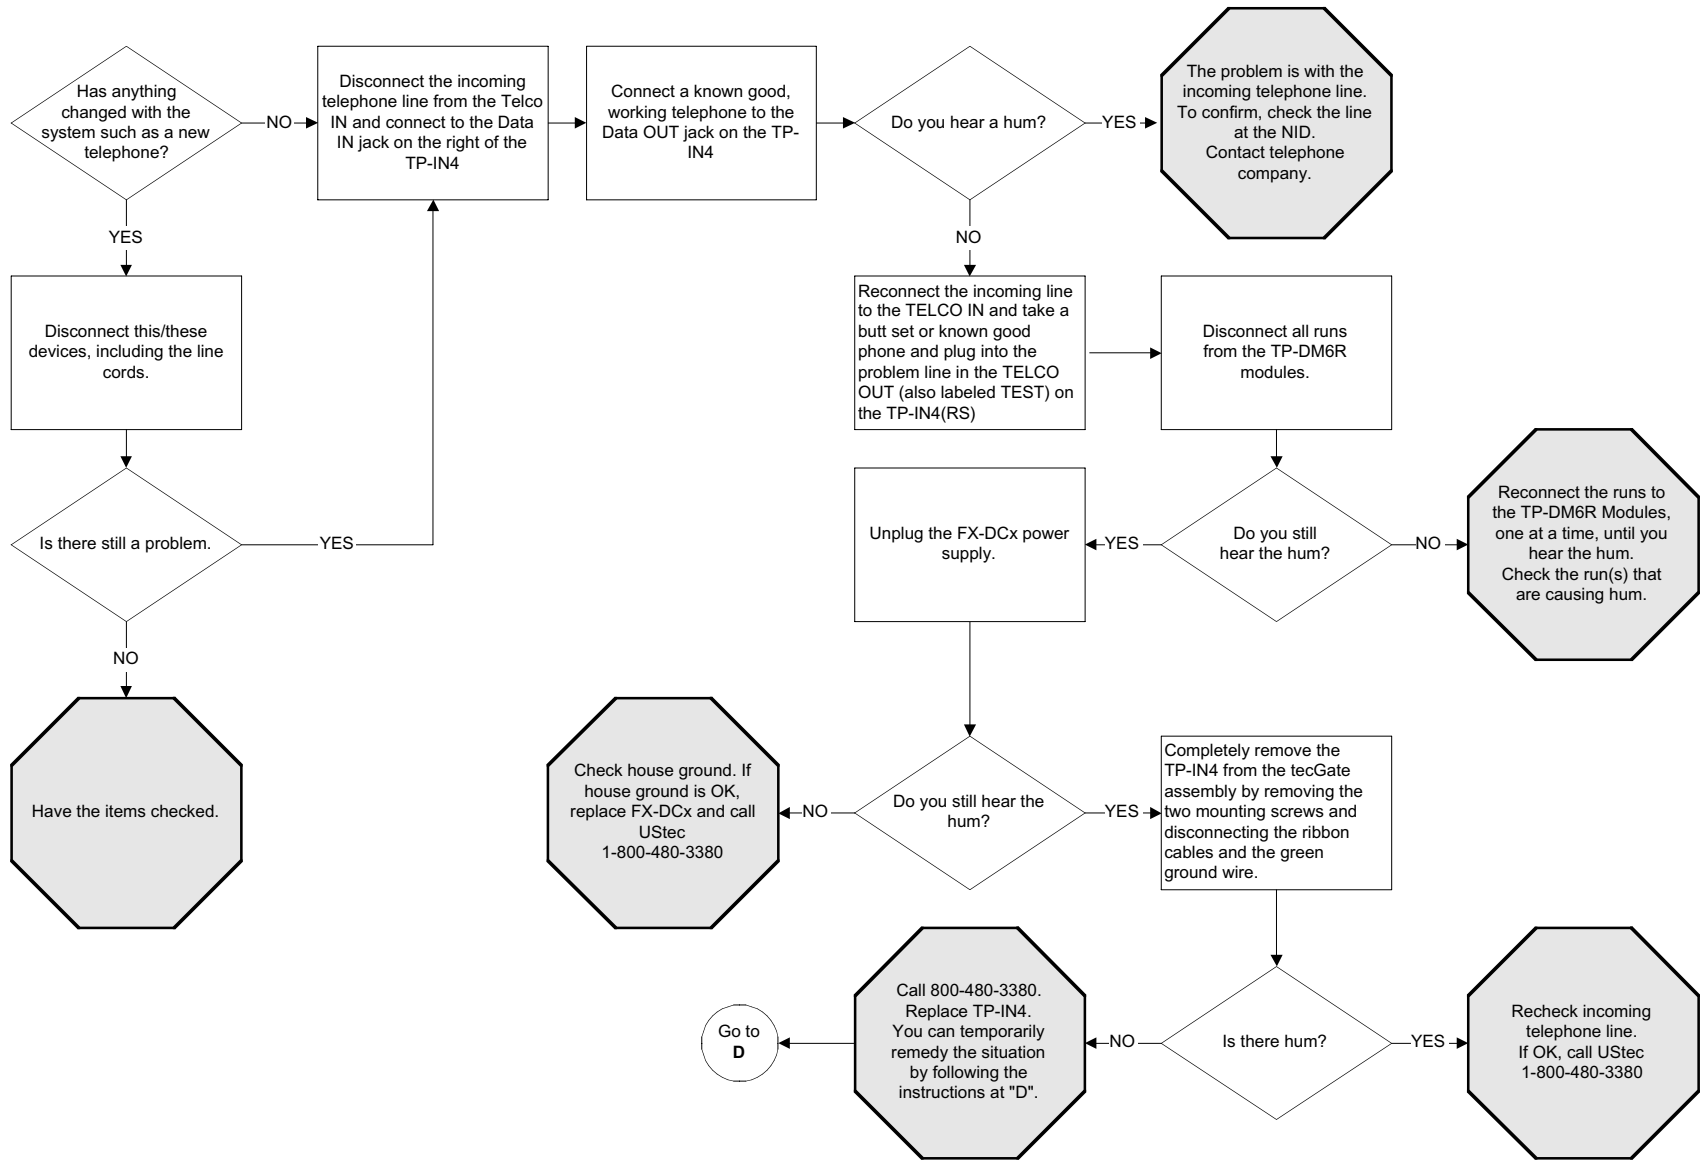 Has anything
changed with the
system such as a new
telephone?
NO
Disconnect the incoming
telephone line from the Telco
IN and connect to the Data
IN jack on the right of the
TP-IN4
Connect a known good,
working telephone to the
Data OUT jack on the TP-
IN4
Do you hear a hum?
YES
The problem is with the
incoming telephone line.
To confirm, check the line
at the NID.
Contact telephone
company.
YES
NO
Disconnect this/these
devices, including the line
cords.
Reconnect the incoming line
to the TELCO IN and take a
butt set or known good
phone and plug into the
problem line in the TELCO
OUT (also labeled TEST) on
the TP-IN4(RS)
Disconnect all runs
from the TP-DM6R
modules.
Is there still a problem.
YES
Unplug the FX-DCx power
supply.
YES
Do you still
hear the hum?
NO
Reconnect the runs to
the TP-DM6R Modules,
one at a time, until you
hear the hum.
Check the run(s) that
are causing hum.
NO
Have the items checked.
Check house ground. If
house ground is OK,
replace FX-DCx and call
UStec
1-800-480-3380
NO
Do you still hear the
hum?
YES
Completely remove the
TP-IN4 from the tecGate
assembly by removing the
two mounting screws and
disconnecting the ribbon
cables and the green
ground wire.
Go to
D
Call 800-480-3380.
Replace TP-IN4.
You can temporarily
remedy the situation
by following the
instructions at "D".
NO
Is there hum?
YES
Recheck incoming
telephone line.
If OK, call UStec
1-800-480-3380